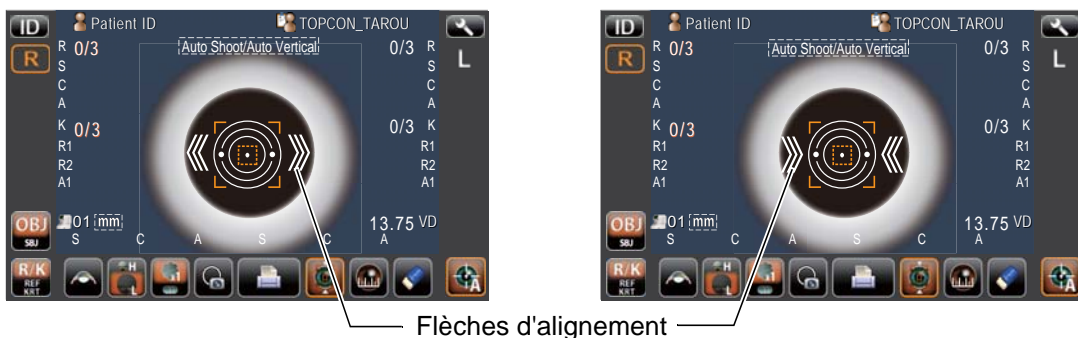 ID Patient ID TOPCON_TAROU
R R 0/3 Auto Shoot/Auto Vertical 0/3 R L
S S
C C
A A
K 0/3 0/3 K
R1 R1
R2 R2
A1 A1
OBJ SBJ 01 mm 13.75 VD
S C A S C A
R/K REF KRT H L 1 A
ID Patient ID TOPCON_TAROU
R R 0/3 Auto Shoot/Auto Vertical 0/3 R L
S S
C C
A A
K 0/3 0/3 K
R1 R1
R2 R2
A1 A1
OBJ SBJ 01 mm 13.75 VD
S C A S C A
R/K REF KRT H L 1 A
Flèches d'alignement